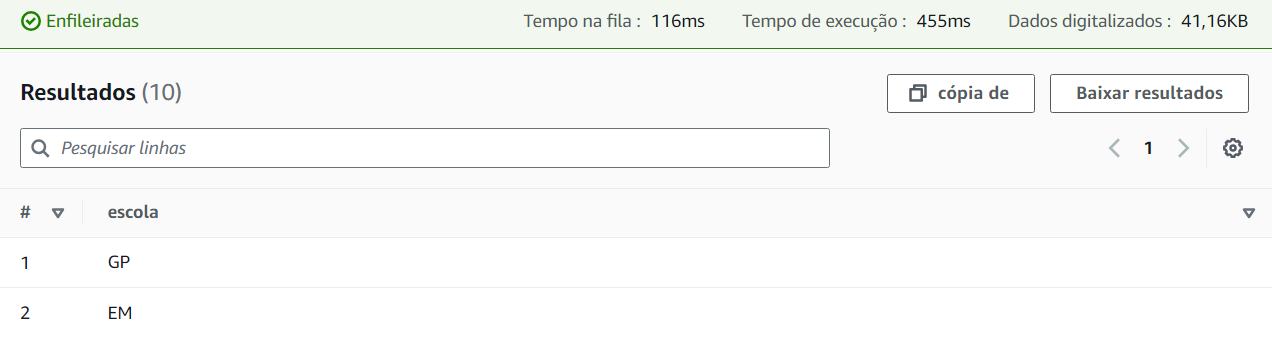 Enfileiradas Tempo na fila : 116ms Tempo de execução : 455ms Dados digitalizados : 41,16KB
Resultados (10) cópia de Baixar resultados
Pesquisar linhas 1
# escola
1 GP
2 EM